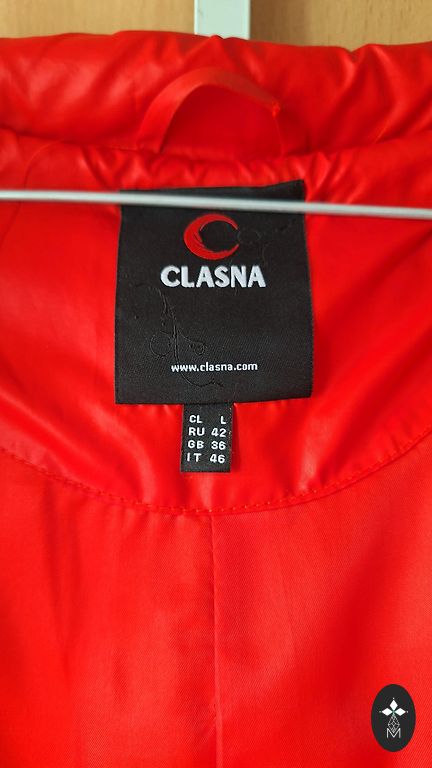 CLASNA
www.clasna.com
CL L
RU 42
GB 36
IT 46
M